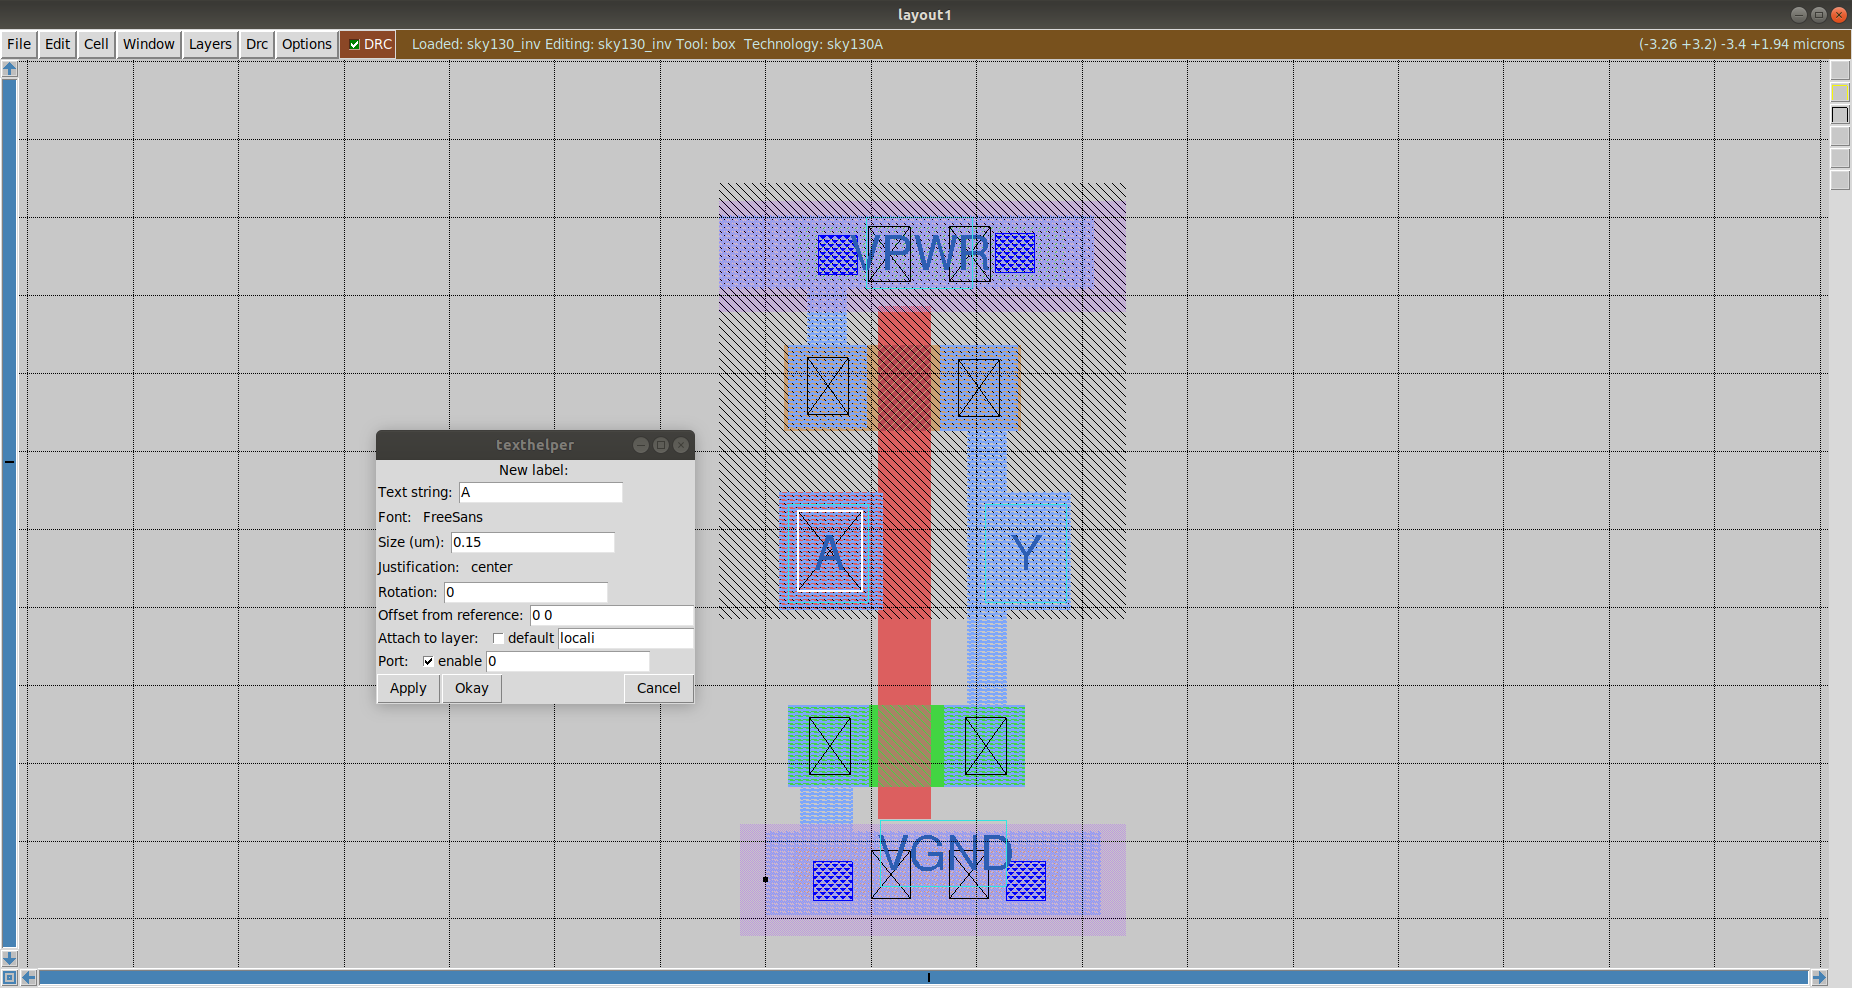 layout1
File Edit Cell Window Layers Drc Options DRC Loaded: sky130_inv Editing: sky130_inv Tool: box Technology: sky130A (-3.26 +3.2) -3.4 +1.94 microns
VPWR
texthelper
New label:
Text string: A
Font: FreeSans
Size (um): 0.15
Justification: center
Rotation: 0
Offset from reference: 0 0
Attach to layer: default locali
Port: enable 0
Apply Okay Cancel
A Y
VGND